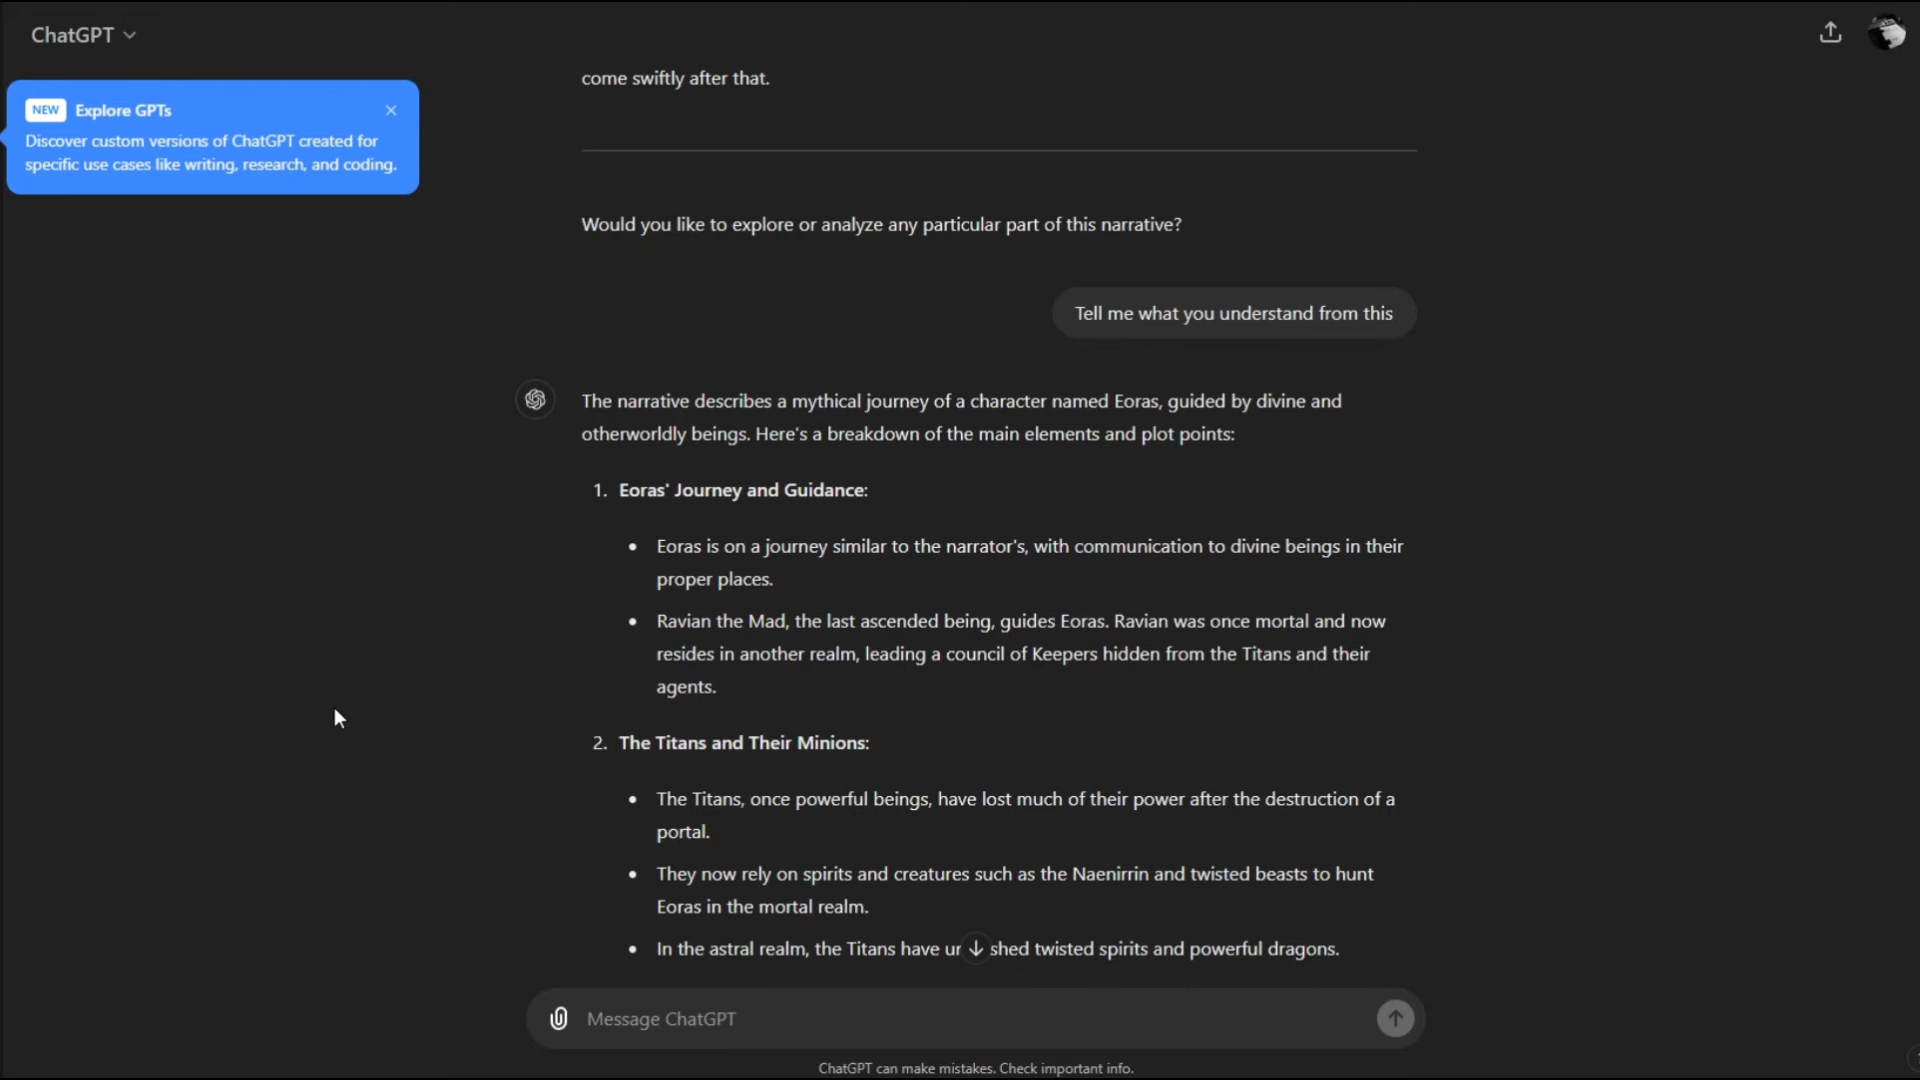 ChatGPT
NEW Explore GPTs
Discover custom versions of ChatGPT created for
specific use cases like writing, research, and coding.
come swiftly after that.
Would you like to explore or analyze any particular part of this narrative?
Tell me what you understand from this
The narrative describes a mythical journey of a character named Eoras, guided by divine and
otherworldly beings. Here's a breakdown of the main elements and plot points:
1. Eoras' Journey and Guidance:
• Eoras is on a journey similar to the narrator's, with communication to divine beings in their
proper places.
• Ravian the Mad, the last ascended being, guides Eoras. Ravian was once mortal and now
resides in another realm, leading a council of Keepers hidden from the Titans and their
agents.
2. The Titans and Their Minions:
• The Titans, once powerful beings, have lost much of their power after the destruction of a
portal.
• They now rely on spirits and creatures such as the Naenirrin and twisted beasts to hunt
Eoras in the mortal realm.
• In the astral realm, the Titans have twisted spirits and powerful dragons.
Message ChatGPT
ChatGPT can make mistakes. Check important info.